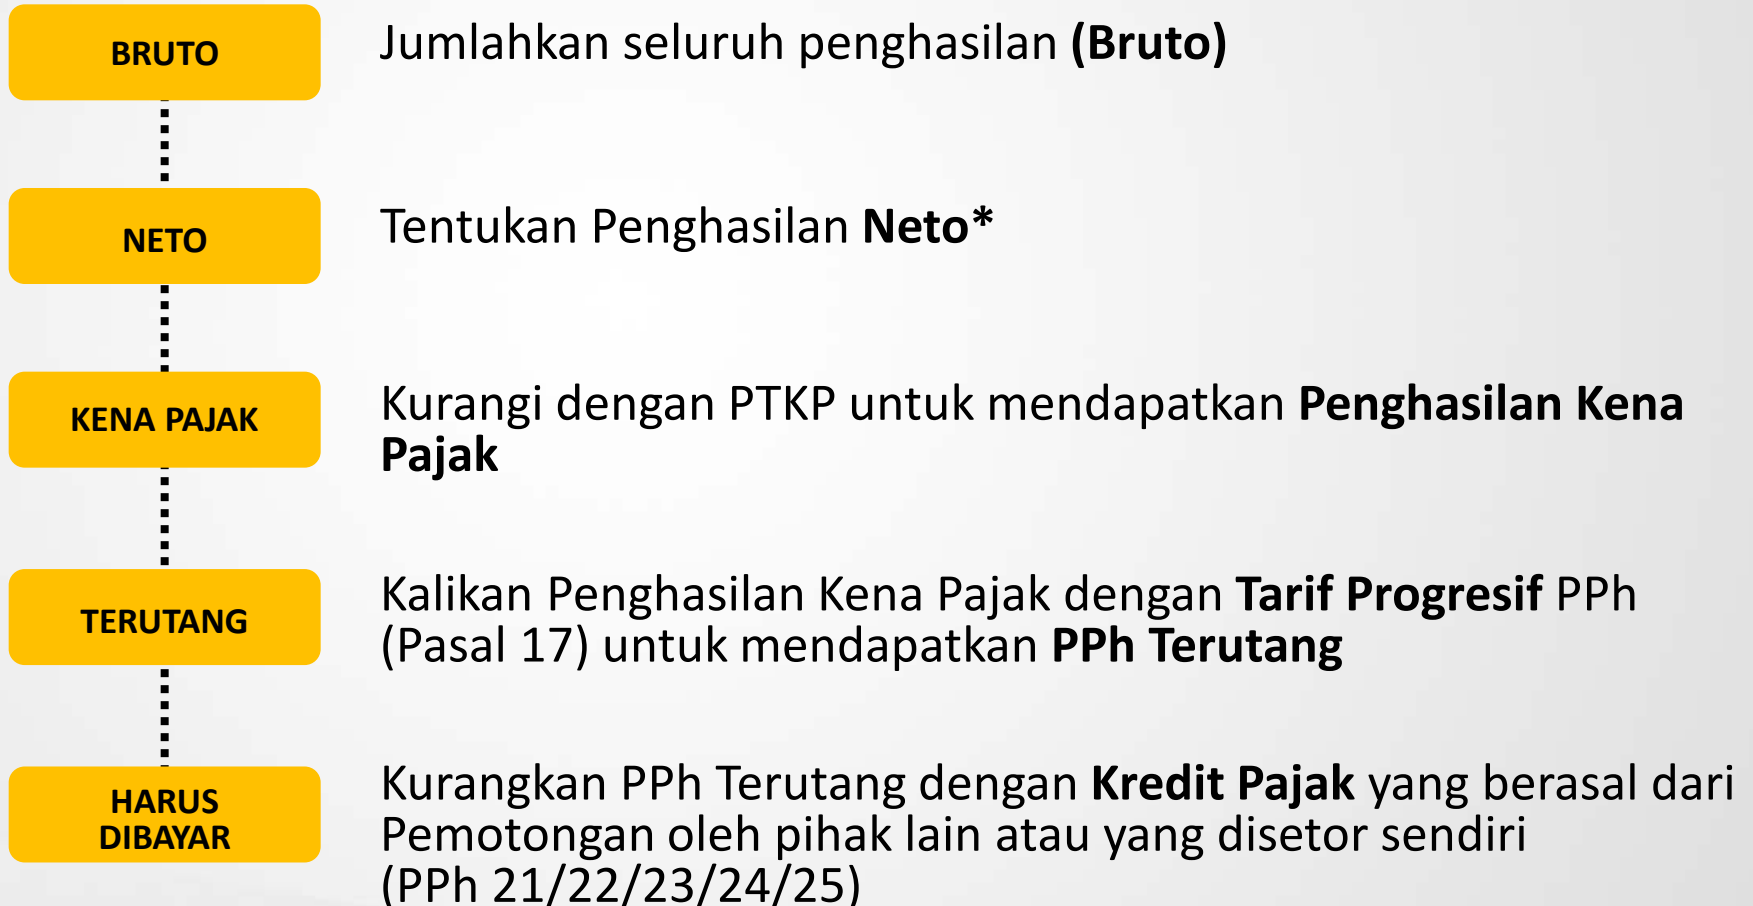 BRUTO
Jumlahkan seluruh penghasilan (Bruto)
NETO
Tentukan Penghasilan Neto*
KENA PAJAK
Kurangi dengan PTKP untuk mendapatkan Penghasilan Kena
Pajak
TERUTANG
Kalikan Penghasilan Kena Pajak dengan Tarif Progresif PPh
(Pasal 17) untuk mendapatkan PPh Terutang
HARUS
DIBAYAR
Kurangkan PPh Terutang dengan Kredit Pajak yang berasal dari
Pemotongan oleh pihak lain atau yang disetor sendiri
(PPh 21/22/23/24/25)